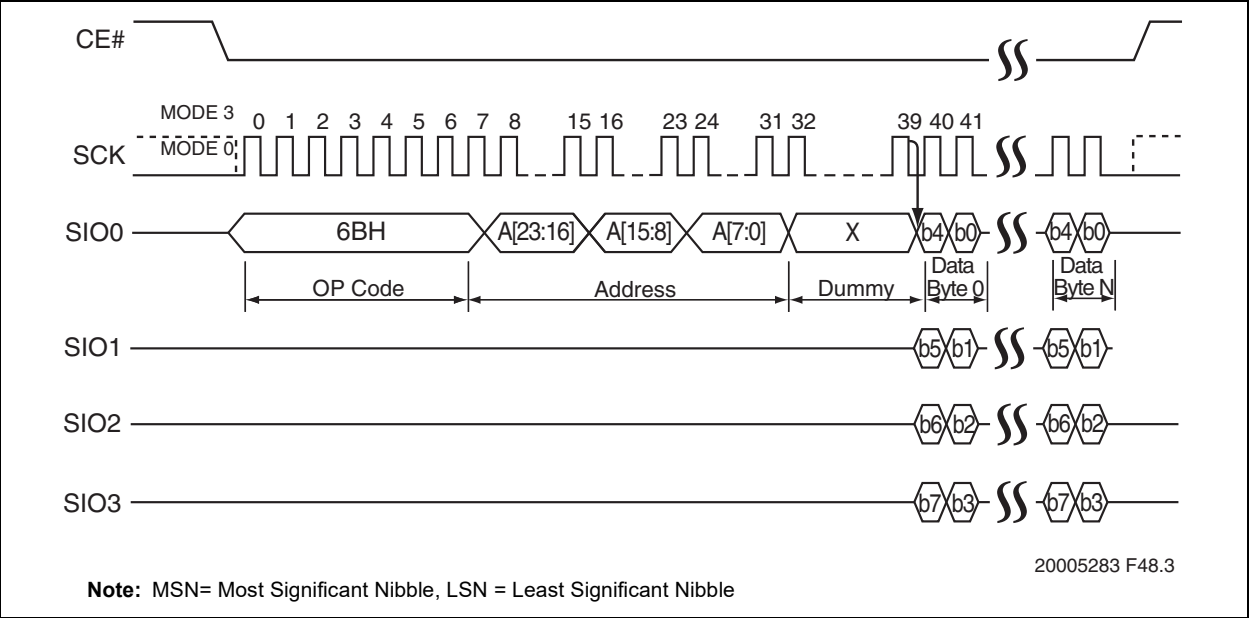 CE#
MODE 3
0 1 2 3 4 5 6 7 8 15 16 23 24 31 32 39 40 41
SCK
MODE 0
SIO0
6BH
A[23:16]
A[15:8]
A[7:0]
X
b4 b0
b4 b0
OP Code
Address
Dummy
Data
Byte 0
Data
Byte N
SIO1
b5 b1
b5 b1
SIO2
b6 b2
b6 b2
SIO3
b7 b3
b7 b3
20005283 F48.3
Note: MSN= Most Significant Nibble, LSN = Least Significant Nibble